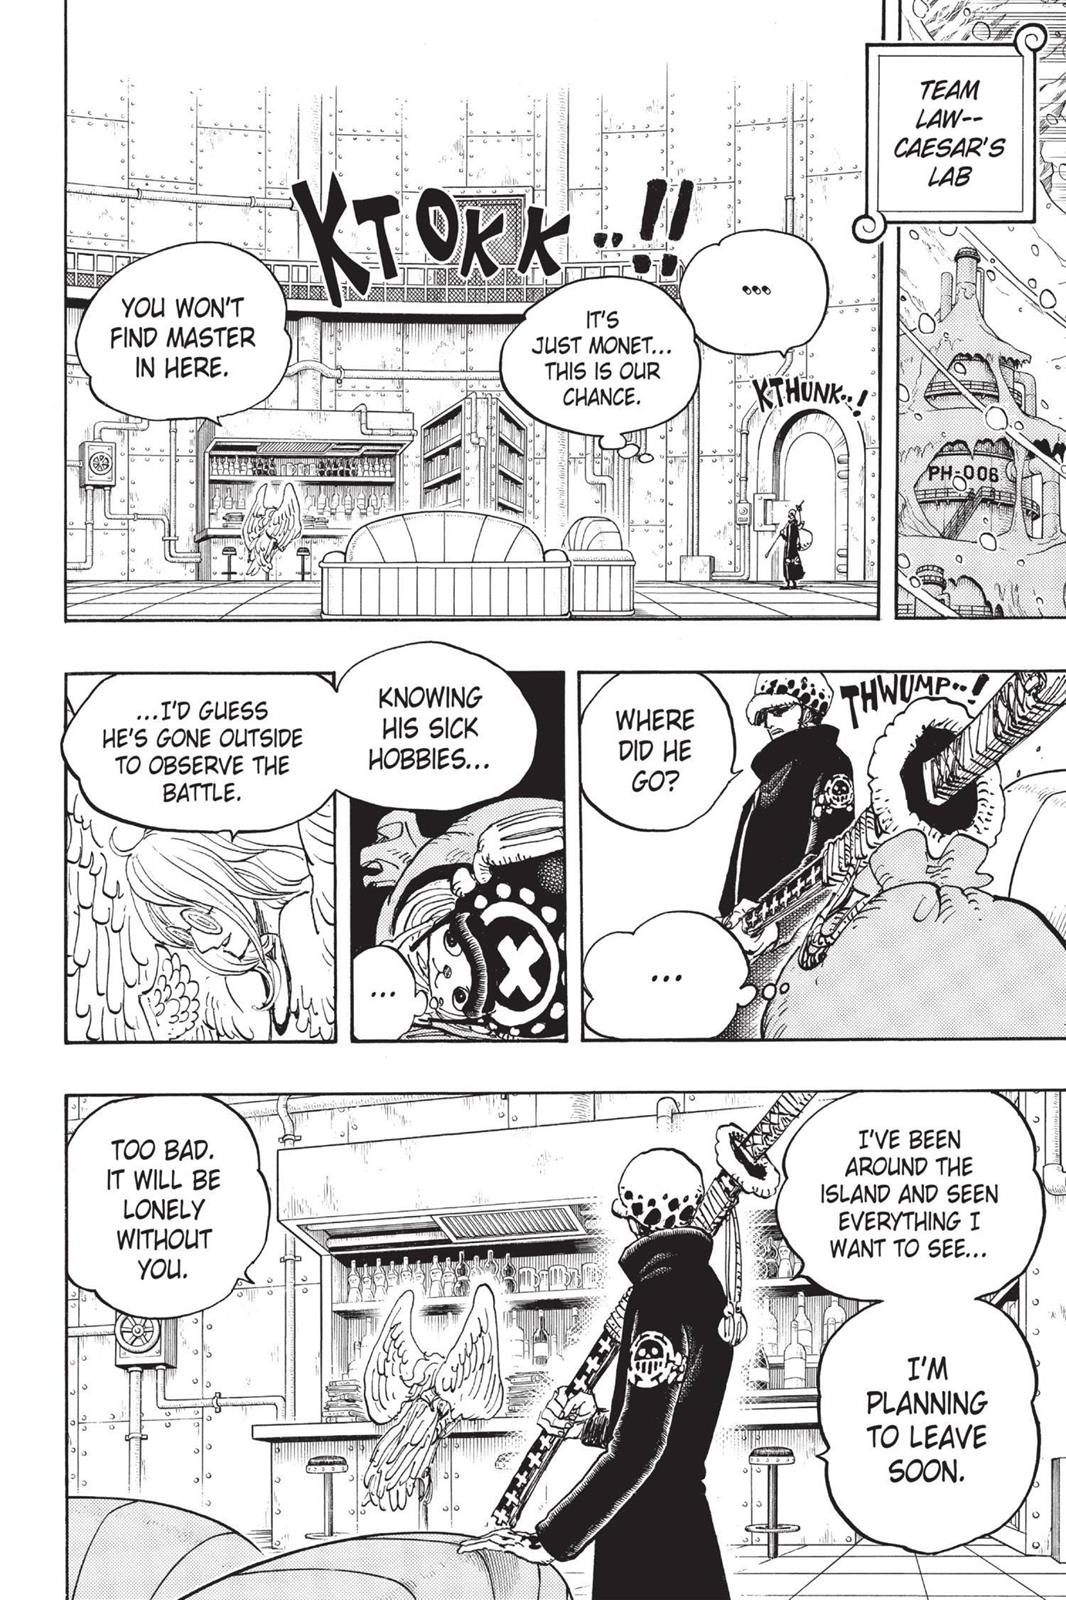 TEAM
LAW--
CAESAR'S
LAB
PH-006
KTOKK..!!
KTHUNK..!
...
IT'S
JUST MONET...
THIS IS OUR
CHANCE.
YOU WON'T
FIND MASTER
IN HERE.
THWUMP..!
WHERE
DID HE
GO?
...
KNOWING
HIS SICK
HOBBIES...
...
...I'D GUESS
HE'S GONE OUTSIDE
TO OBSERVE THE
BATTLE.
I'VE BEEN
AROUND THE
ISLAND AND SEEN
EVERYTHING I
WANT TO SEE...
I'M
PLANNING
TO LEAVE
SOON.
TOO BAD.
IT WILL BE
LONELY
WITHOUT
YOU.